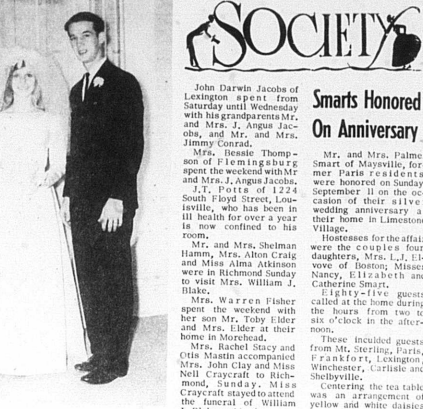 SOCIETY
John Darwin Jacobs of
Lexington spent from
Saturday until Wednesday
with his grandparents Mr.
and Mrs. J. Angus Jac-
obs, and Mr. and Mrs.
Jimmy Conrad.
Mrs. Bessie Thomp-
son of Flemingsburg
spent the weekend with Mr
and Mrs. J. Angus Jacobs.
J.T. Potts of 1224
South Floyd Street, Lou-
isville, who has been in
ill health for over a year
is now confined to his
room.
Mr. and Mrs. Shelman
Hamm, Mrs. Alton Craig
and Miss Alma Atkinson
were in Richmond Sunday
to visit Mrs. William J.
Blake.
Mrs. Warren Fisher
spent the weekend with
her son Mr. Toby Elder
and Mrs. Elder at their
home in Morehead.
Mrs. Rachel Stacy and
Otis Mastin accompanied
Mrs. John Clay and Miss
Nell Craycraft to Rich-
mond, Sunday. Miss
Craycraft stayed to attend
the funeral of William
Smarts Honored
On Anniversary
Mr. and Mrs. Palme
Smart of Maysville, for-
mer Paris residents
were honored on Sunday
September 11 on the oc-
casion of their silve
wedding anniversary a
their home in Limestone
Village.
Hostesses for the affai
were the couples four
daughters, Mrs. L.J. El-
vove of Boston; Misses
Nancy, Elizabeth and
Catherine Smart.
Eighty-five guests
called at the home during
the hours from two to
six o'clock in the after-
noon.
These inculded guests
from Mt. Sterling, Paris,
Frankfort, Lexington,
Winchester, Carlisle and
Shelbyville.
Centering the tea table
was an arrangement of
yellow and white daisies